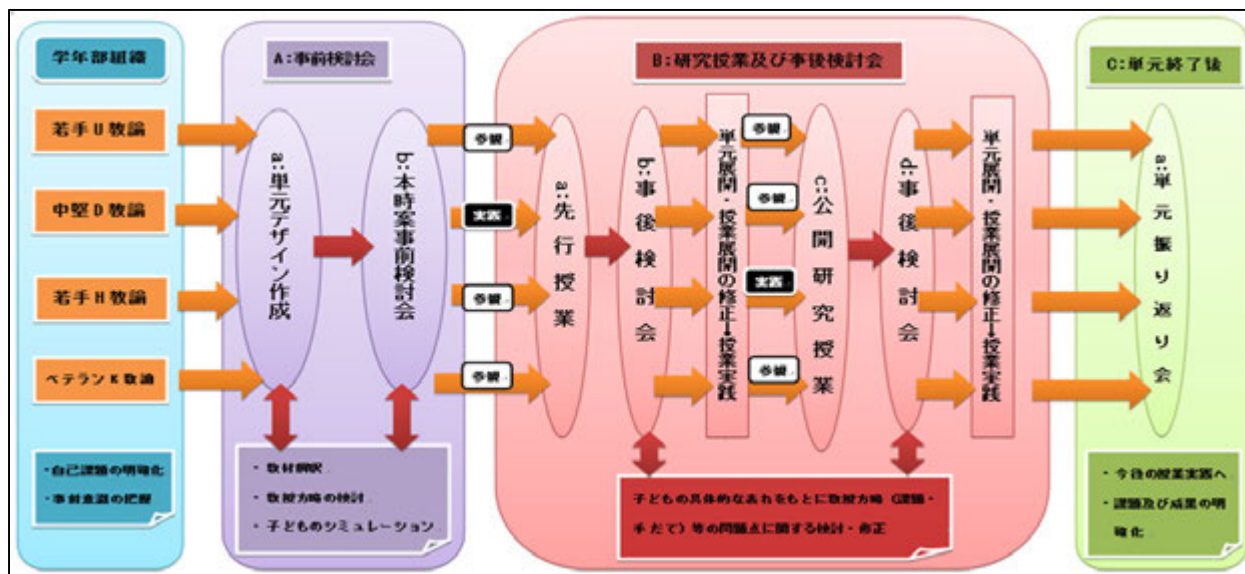 学年部組織
若手U教諭
中堅D教諭
若手H教諭
ベテランK教諭
・自己課題の明確化
・事前意識の把握
A:事前検討会
a:単元デザイン作成
b:本時案事前検討会
・教材解釈
・教授方略の検討
・子どものシミュレーション
B:研究授業及び事後検討会
参観
実践
参観
参観
a:先行授業
b:事後検討会
単元展開・授業展開の修正→授業実践
参観
参観
実践
参観
c:公開研究授業
d:事後検討会
単元展開・授業展開の修正→授業実践
子どもの具体的な表れをもとに教授方略（課題・
手だて）等の問題点に関する検討・修正
C:単元終了後
a:単元振り返り会
・今後の授業実践へ
・課題及び成果の明
確化